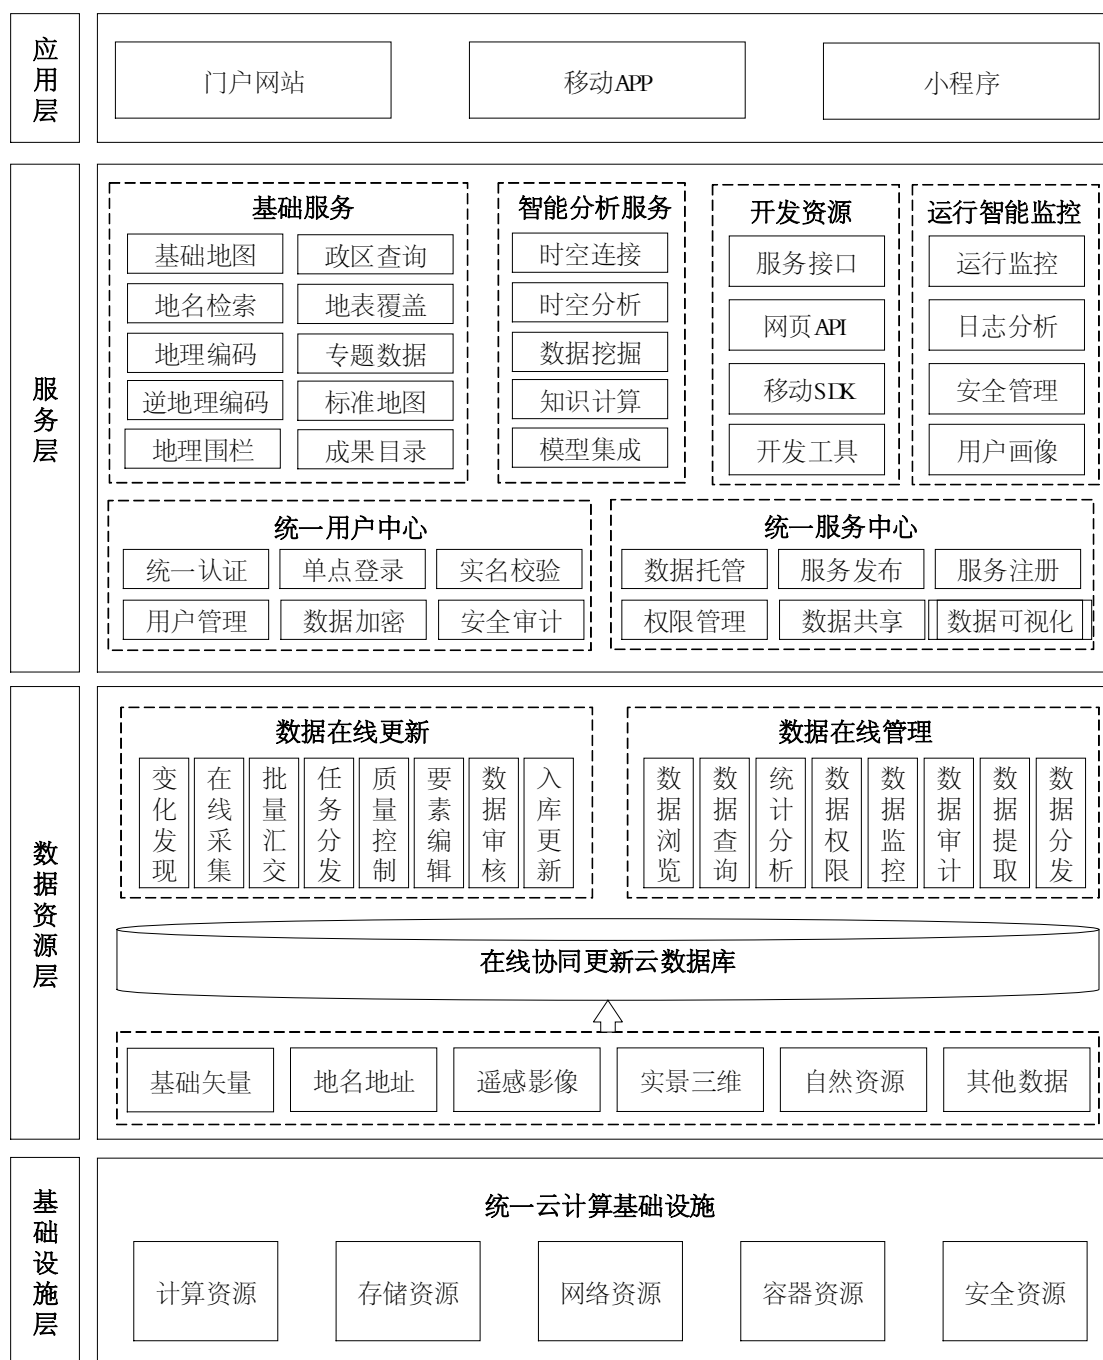 应用层
门户网站 移动APP 小程序
服务层
基础服务
基础地图 政区查询
地名检索 地表覆盖
地理编码 专题数据
逆地理编码 标准地图
地理围栏 成果目录
智能分析服务
时空连接
时空分析
数据挖掘
知识计算
模型集成
开发资源
服务接口
网页API
移动SDK
开发工具
运行智能监控
运行监控
日志分析
安全管理
用户画像
统一用户中心
统一认证 单点登录 实名校验
用户管理 数据加密 安全审计
统一服务中心
数据托管 服务发布 服务注册
权限管理 数据共享 数据可视化
数据资源层
数据在线更新
变化发现
在线采集
批量汇交
任务分发
质量控制
要素编辑
数据审核
入库更新
数据在线管理
数据浏览
数据查询
统计分析
数据权限
数据监控
数据审计
数据提取
数据分发
在线协同更新云数据库
基础矢量 地名地址 遥感影像 实景三维 自然资源 其他数据
基础设施层
统一云计算基础设施
计算资源 存储资源 网络资源 容器资源 安全资源